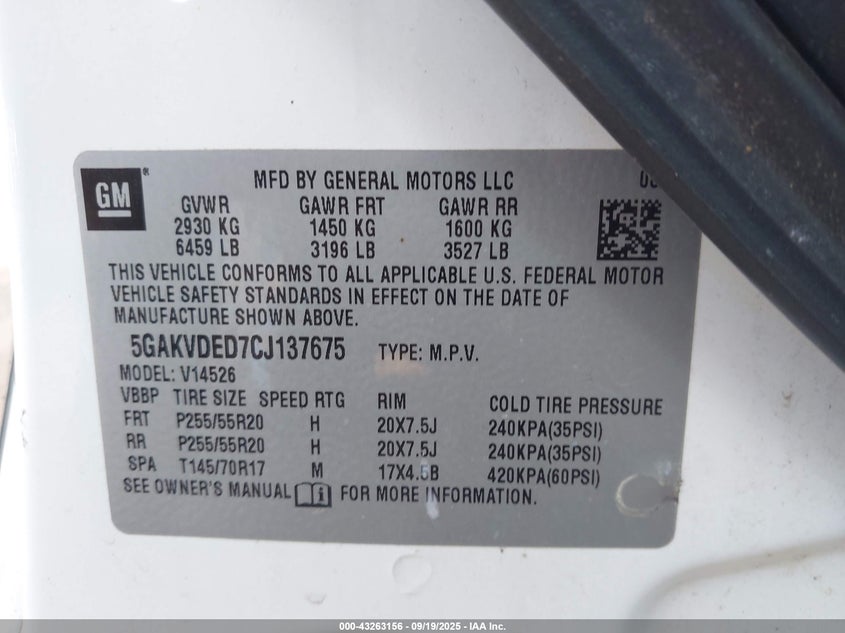 GM®
MFD BY GENERAL MOTORS LLC
GVWR GAWR FRT GAWR RR
2930 KG 1450 KG 1600 KG
6459 LB 3196 LB 3527 LB
THIS VEHICLE CONFORMS TO ALL APPLICABLE U.S. FEDERAL MOTOR
VEHICLE SAFETY STANDARDS IN EFFECT ON THE DATE OF
MANUFACTURE SHOWN ABOVE.
5GAKVDED7CJ137675 TYPE: M.P.V.
MODEL: V14526
VBBP TIRE SIZE SPEED RTG RIM COLD TIRE PRESSURE
FRT P255/55R20 H 20X7.5J 240KPA(35PSI)
RR P255/55R20 H 20X7.5J 240KPA(35PSI)
SPA T145/70R17 M 17X4.5B 420KPA(60PSI)
SEE OWNER'S MANUAL FOR MORE INFORMATION.
000-43263156 - 09/19/2025 - IAA Inc.